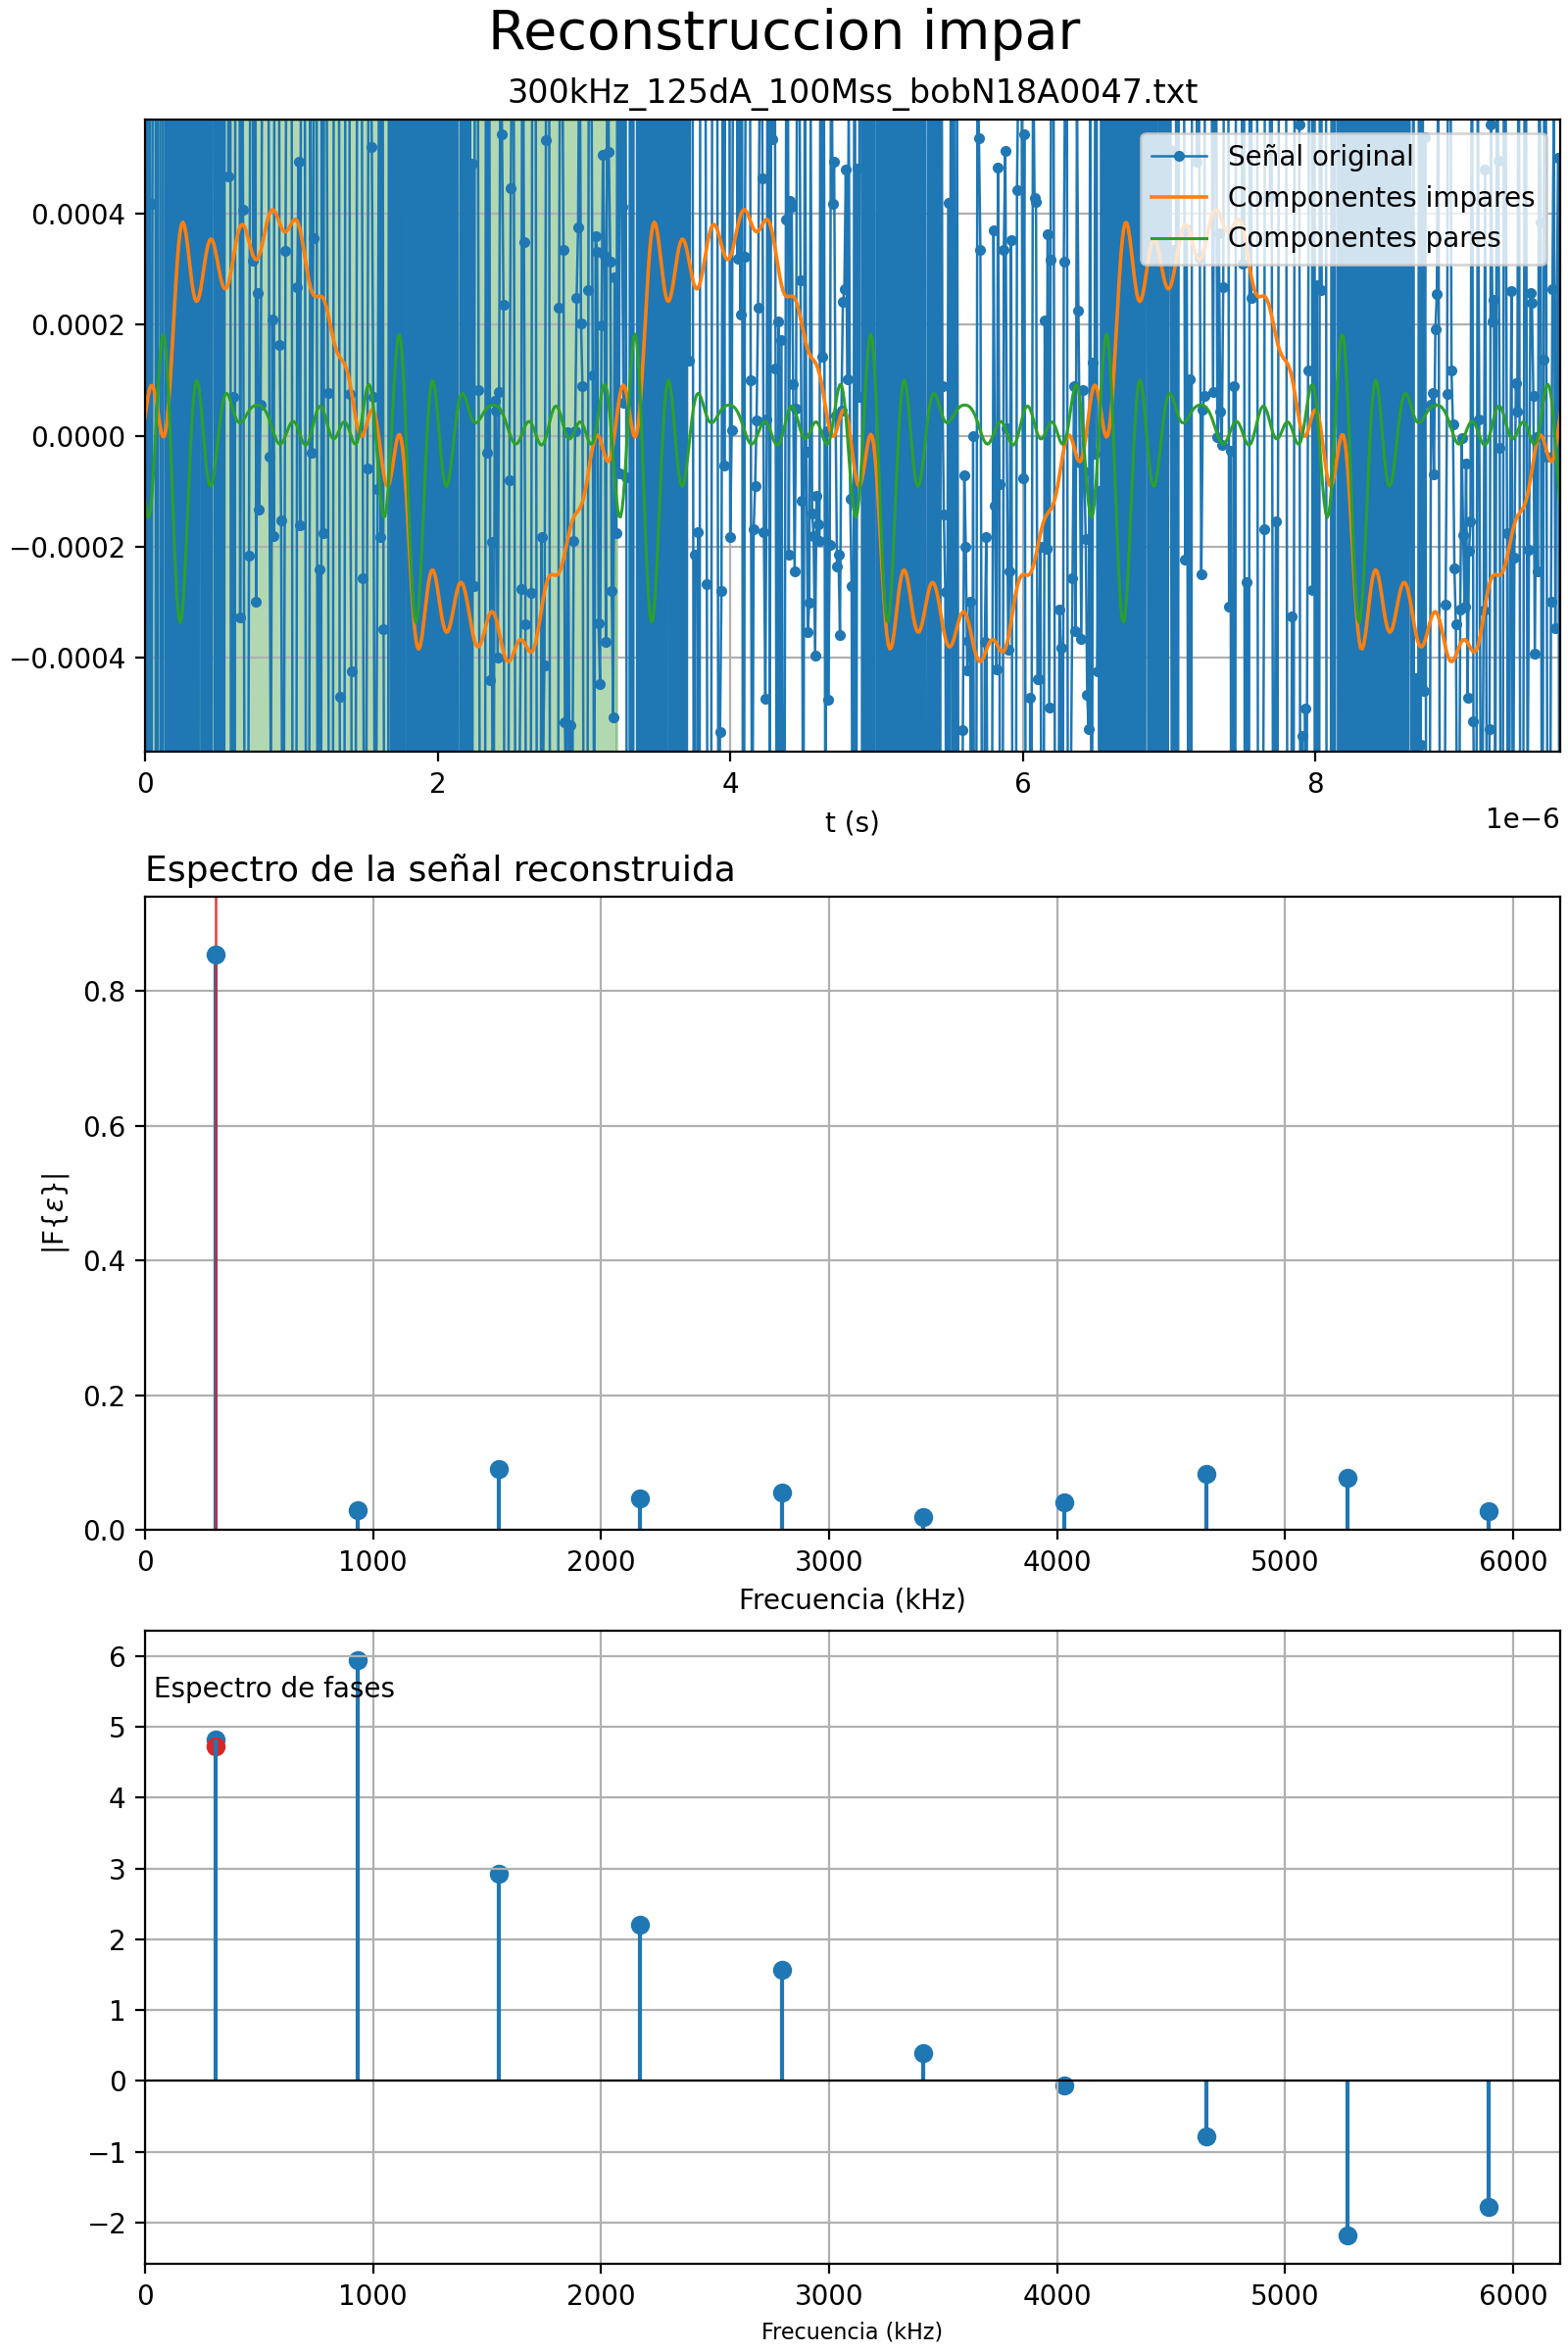 Reconstruccion impar
300kHz_125dA_100Mss_bobN18A0047.txt
Señal original
Componentes impares
Componentes pares
0.0004
0.0002
0.0000
−0.0002
−0.0004
0 2 4 6 8
t (s) 1e−6
Espectro de la señal reconstruida
0.8
0.6
0.4
0.2
0.0
|F{ε}|
0 1000 2000 3000 4000 5000 6000
Frecuencia (kHz)
Espectro de fases
6
5
4
3
2
1
0
−1
−2
0 1000 2000 3000 4000 5000 6000
Frecuencia (kHz)